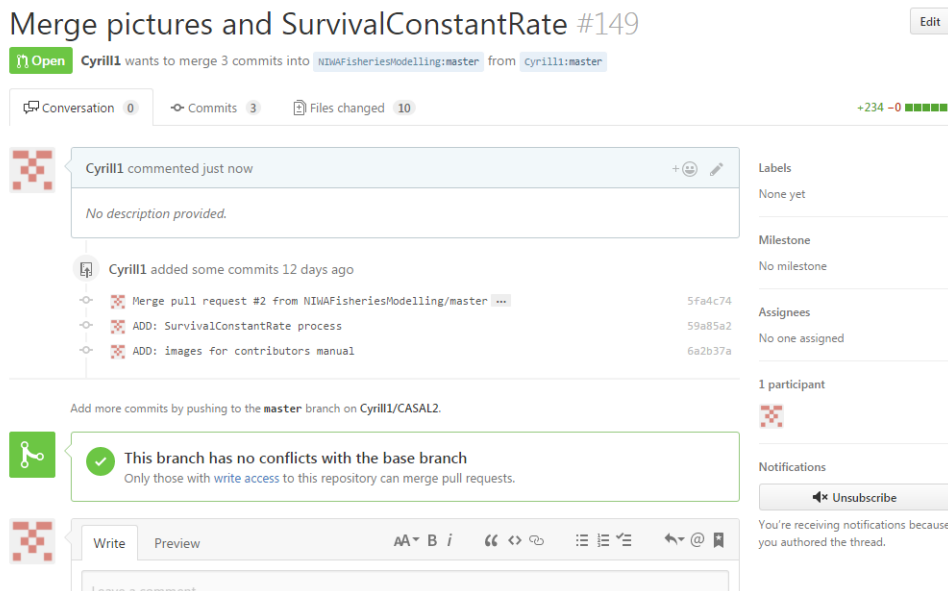 Merge pictures and SurvivalConstantRate #149
Edit
Open Cyrill1 wants to merge 3 commits into NIWAFisheriesModelling:master from Cyrill1:master
Conversation 0 Commits 3 Files changed 10
+234 −0
Cyrill1 commented just now
No description provided.
Cyrill1 added some commits 12 days ago
Merge pull request #2 from NIWAFisheriesModelling/master ... 5fa4c74
ADD: SurvivalConstantRate process 59a85a2
ADD: images for contributors manual 6a2b37a
Add more commits by pushing to the master branch on Cyrill1/CASAL2.
This branch has no conflicts with the base branch
Only those with write access to this repository can merge pull requests.
Write Preview AA B i @
Leave a comment
Labels
None yet
Milestone
No milestone
Assignees
No one assigned
1 participant
Notifications
Unsubscribe
You're receiving notifications because
you authored the thread.